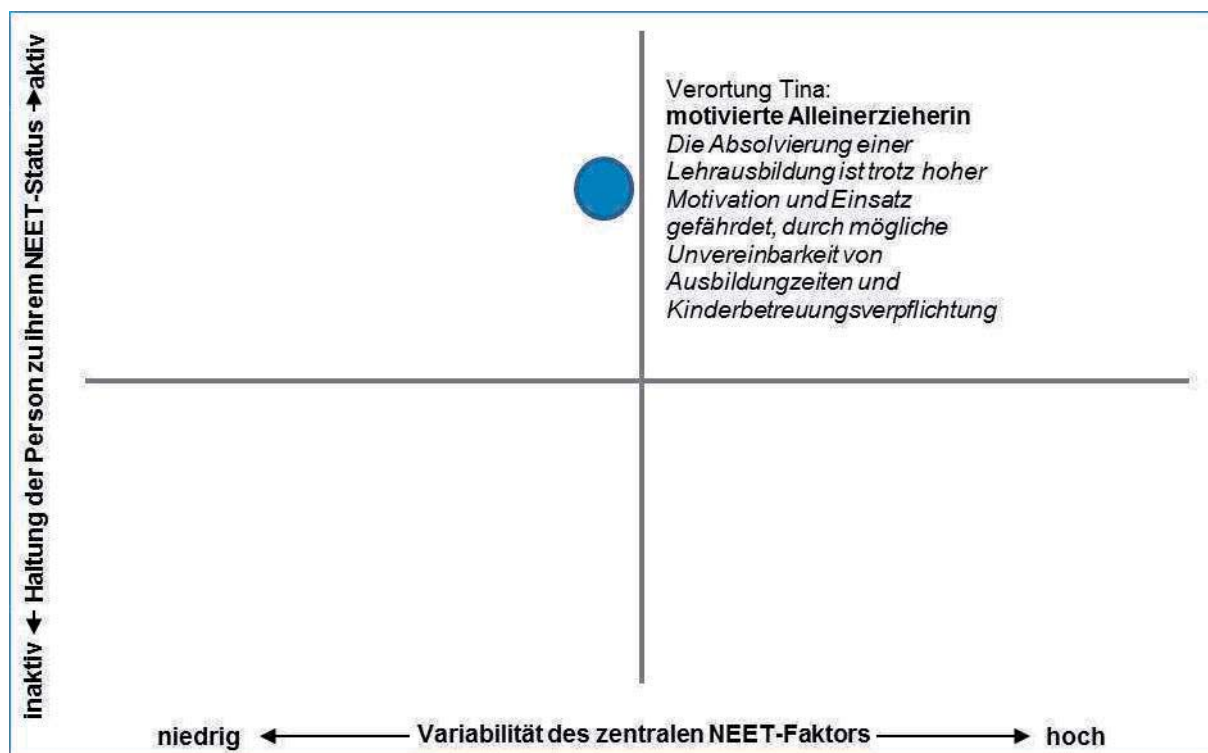 inaktiv ← Haltung der Person zu ihrem NEET-Status → aktiv
Verortung Tina:
motivierte Alleinerzieherin
Die Absolvierung einer
Lehrausbildung ist trotz hoher
Motivation und Einsatz
gefährdet, durch mögliche
Unvereinbarkeit von
Ausbildungzeiten und
Kinderbetreuungsverpflichtung
niedrig ← Variabilität des zentralen NEET-Faktors → hoch